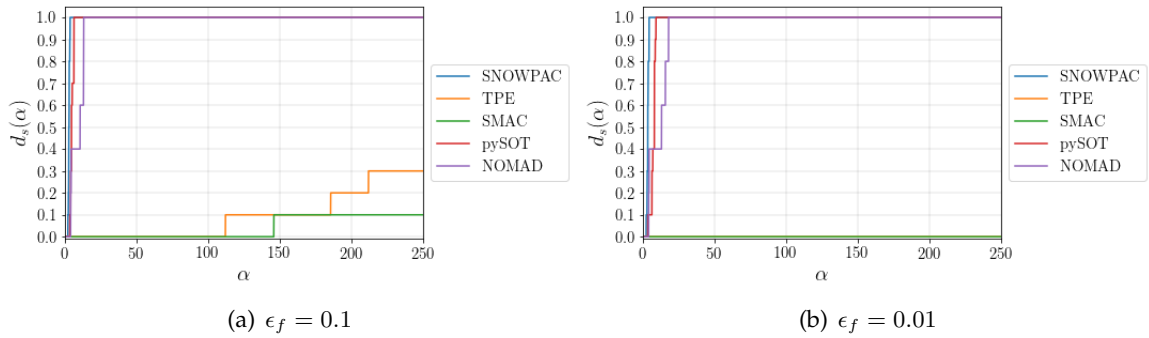 1.0
0.9
0.8
0.7
0.6
0.5
0.4
0.3
0.2
0.1
0.0
d_s(α)
0 50 100 150 200 250
α
SNOWPAC
TPE
SMAC
pySOT
NOMAD
(a) ϵ_f = 0.1
1.0
0.9
0.8
0.7
0.6
0.5
0.4
0.3
0.2
0.1
0.0
d_s(α)
0 50 100 150 200 250
α
SNOWPAC
TPE
SMAC
pySOT
NOMAD
(b) ϵ_f = 0.01